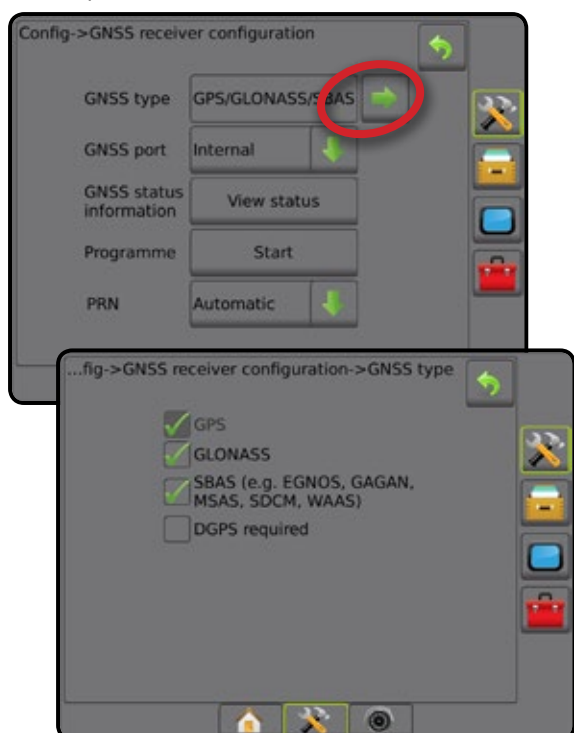 Config->GNSS receiver configuration
GNSS type
GPS/GLONASS/SBAS
GNSS port
Internal
GNSS status
information
View status
Programme
Start
PRN
Automatic
...fig->GNSS receiver configuration->GNSS type
GPS
GLONASS
SBAS (e.g. EGNOS, GAGAN,
MSAS, SDCM, WAAS)
DGPS required